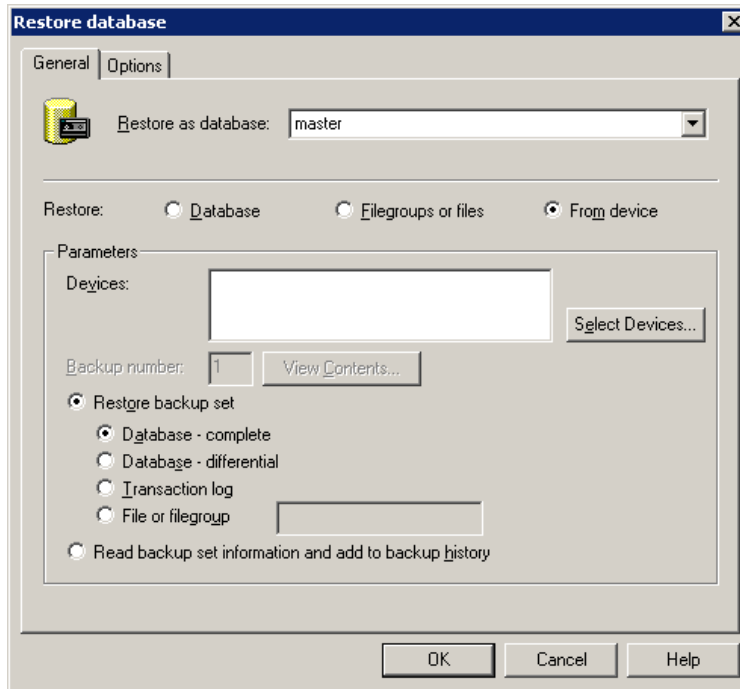 Restore database
General Options
Restore as database: master
Restore: Database Filegroups or files From device
Parameters
Devices:
Select Devices...
Backup number: 1 View Contents...
Restore backup set
Database - complete
Database - differential
Transaction log
File or filegroup
Read backup set information and add to backup history
OK Cancel Help